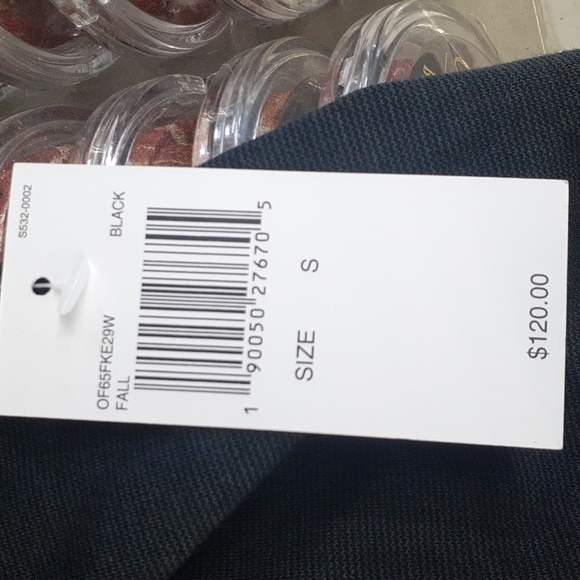 S532-0002
OF65FKE29W BLACK
FALL
1 90050 27670 5
SIZE S
$120.00